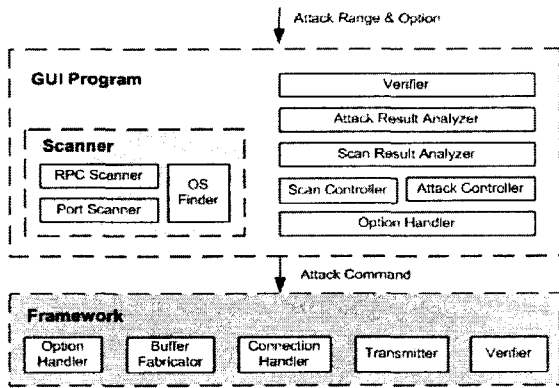 Attack Range & Option
GUI Program
Verifier
Attack Result Analyzer
Scanner
Scan Result Analyzer
RPC Scanner
OS
Finder
Scan Controller
Attack Controller
Port Scanner
Option Handler
Attack Command
Framework
Option
Handler
Buffer
Fabricator
Connection
Handler
Transmitter
Verifier